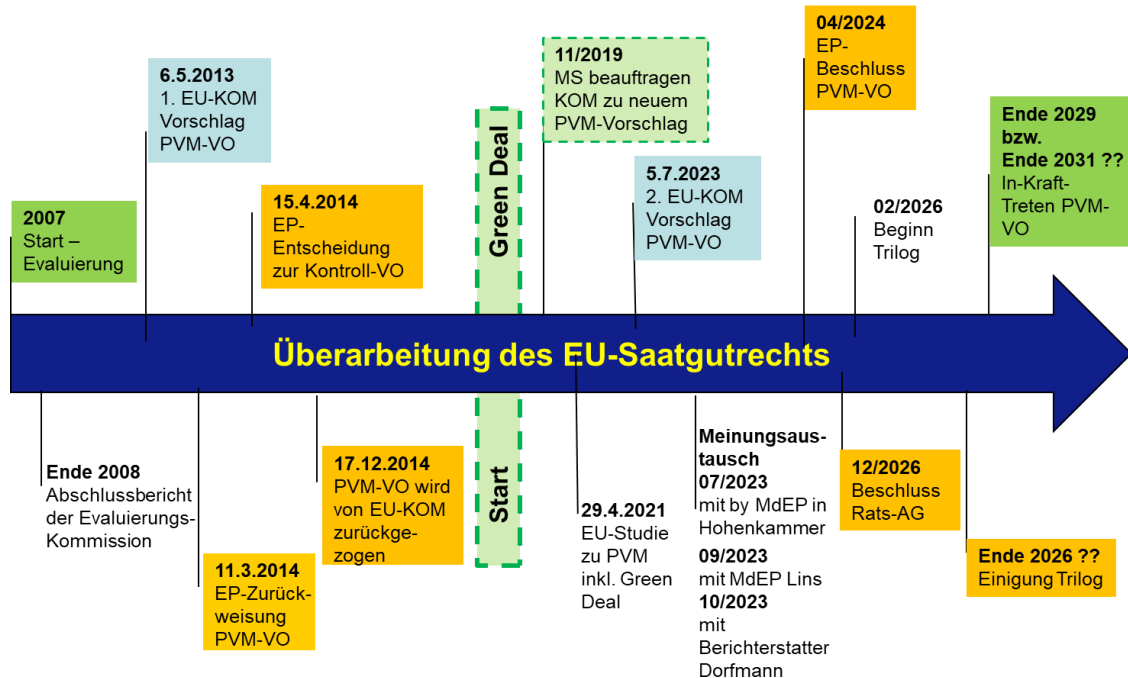 2007
Start –
Evaluierung
6.5.2013
1. EU-KOM
Vorschlag
PVM-VO
15.4.2014
EP-
Entscheidung
zur Kontroll-VO
Green Deal
11/2019
MS beauftragen
KOM zu neuem
PVM-Vorschlag
5.7.2023
2. EU-KOM
Vorschlag
PVM-VO
04/2024
EP-
Beschluss
PVM-VO
02/2026
Beginn
Trilog
Ende 2029
bzw.
Ende 2031 ??
In-Kraft-
Treten PVM-
VO
Überarbeitung des EU-Saatgutrechts
Ende 2008
Abschlussbericht
der Evaluierungs-
Kommission
11.3.2014
EP-Zurück-
weisung
PVM-VO
17.12.2014
PVM-VO wird
von EU-KOM
zurückge-
zogen
Start
29.4.2021
EU-Studie
zu PVM
inkl. Green
Deal
Meinungsaus-
tausch
07/2023
mit by MdEP in
Hohenkammer
09/2023
mit MdEP Lins
10/2023
mit
Berichterstatter
Dorfmann
12/2026
Beschluss
Rats-AG
Ende 2026 ??
Einigung Trilog